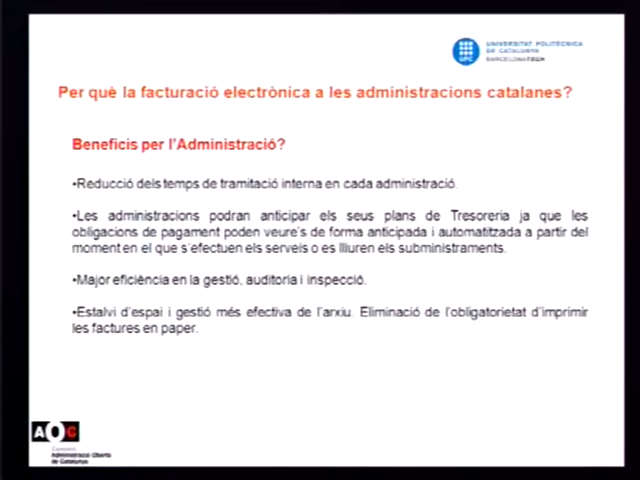 UNIVERSITAT POLITÈCNICA
DE CATALUNYA
BARCELONATECH
UPC
Per què la facturació electrònica a les administracions catalanes?
Beneficis per l'Administració?
•Reducció dels temps de tramitació interna en cada administració.
•Les administracions podran anticipar els seus plans de Tresoreria ja que les
obligacions de pagament poden veure's de forma anticipada i automatitzada a partir del
moment en el que s'efectuen els serveis o es lliuren els subministraments.
•Major eficiència en la gestió, auditoria i inspecció.
•Estalvi d'espai i gestió més efectiva de l'arxiu. Eliminació de l'obligatorietat d'imprimir
les factures en paper.
AOC
Consorci
Administració Oberta
de Catalunya